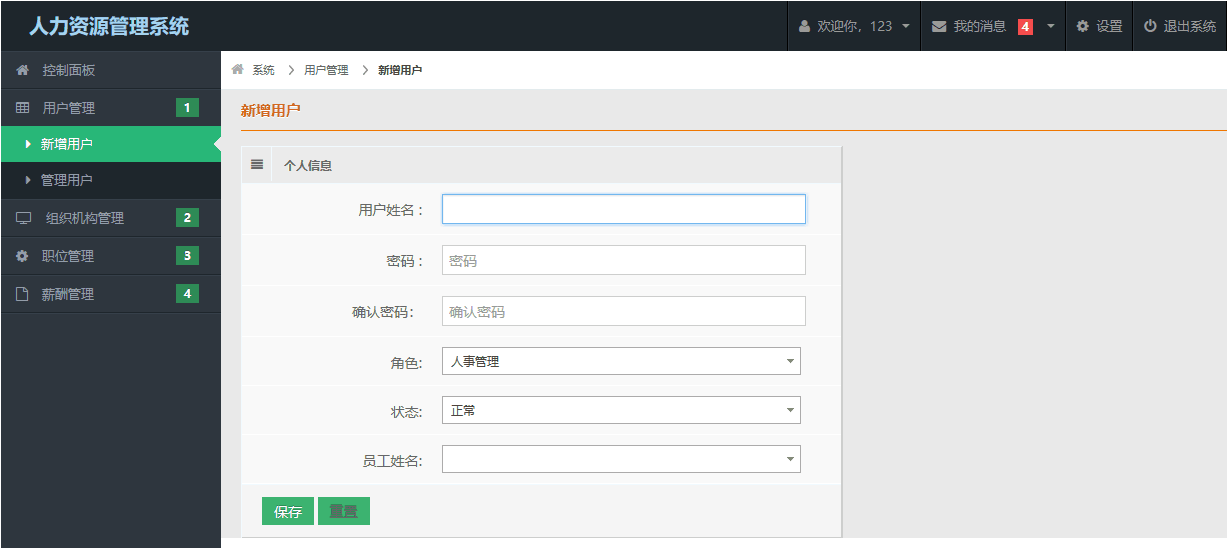 人力资源管理系统
欢迎你，123
我的消息 4
设置
退出系统
控制面板
用户管理 1
新增用户
管理用户
组织机构管理 2
职位管理 3
薪酬管理 4
系统 > 用户管理 > 新增用户
新增用户
个人信息
用户姓名：
密码： 密码
确认密码： 确认密码
角色: 人事管理
状态: 正常
员工姓名:
保存 重置